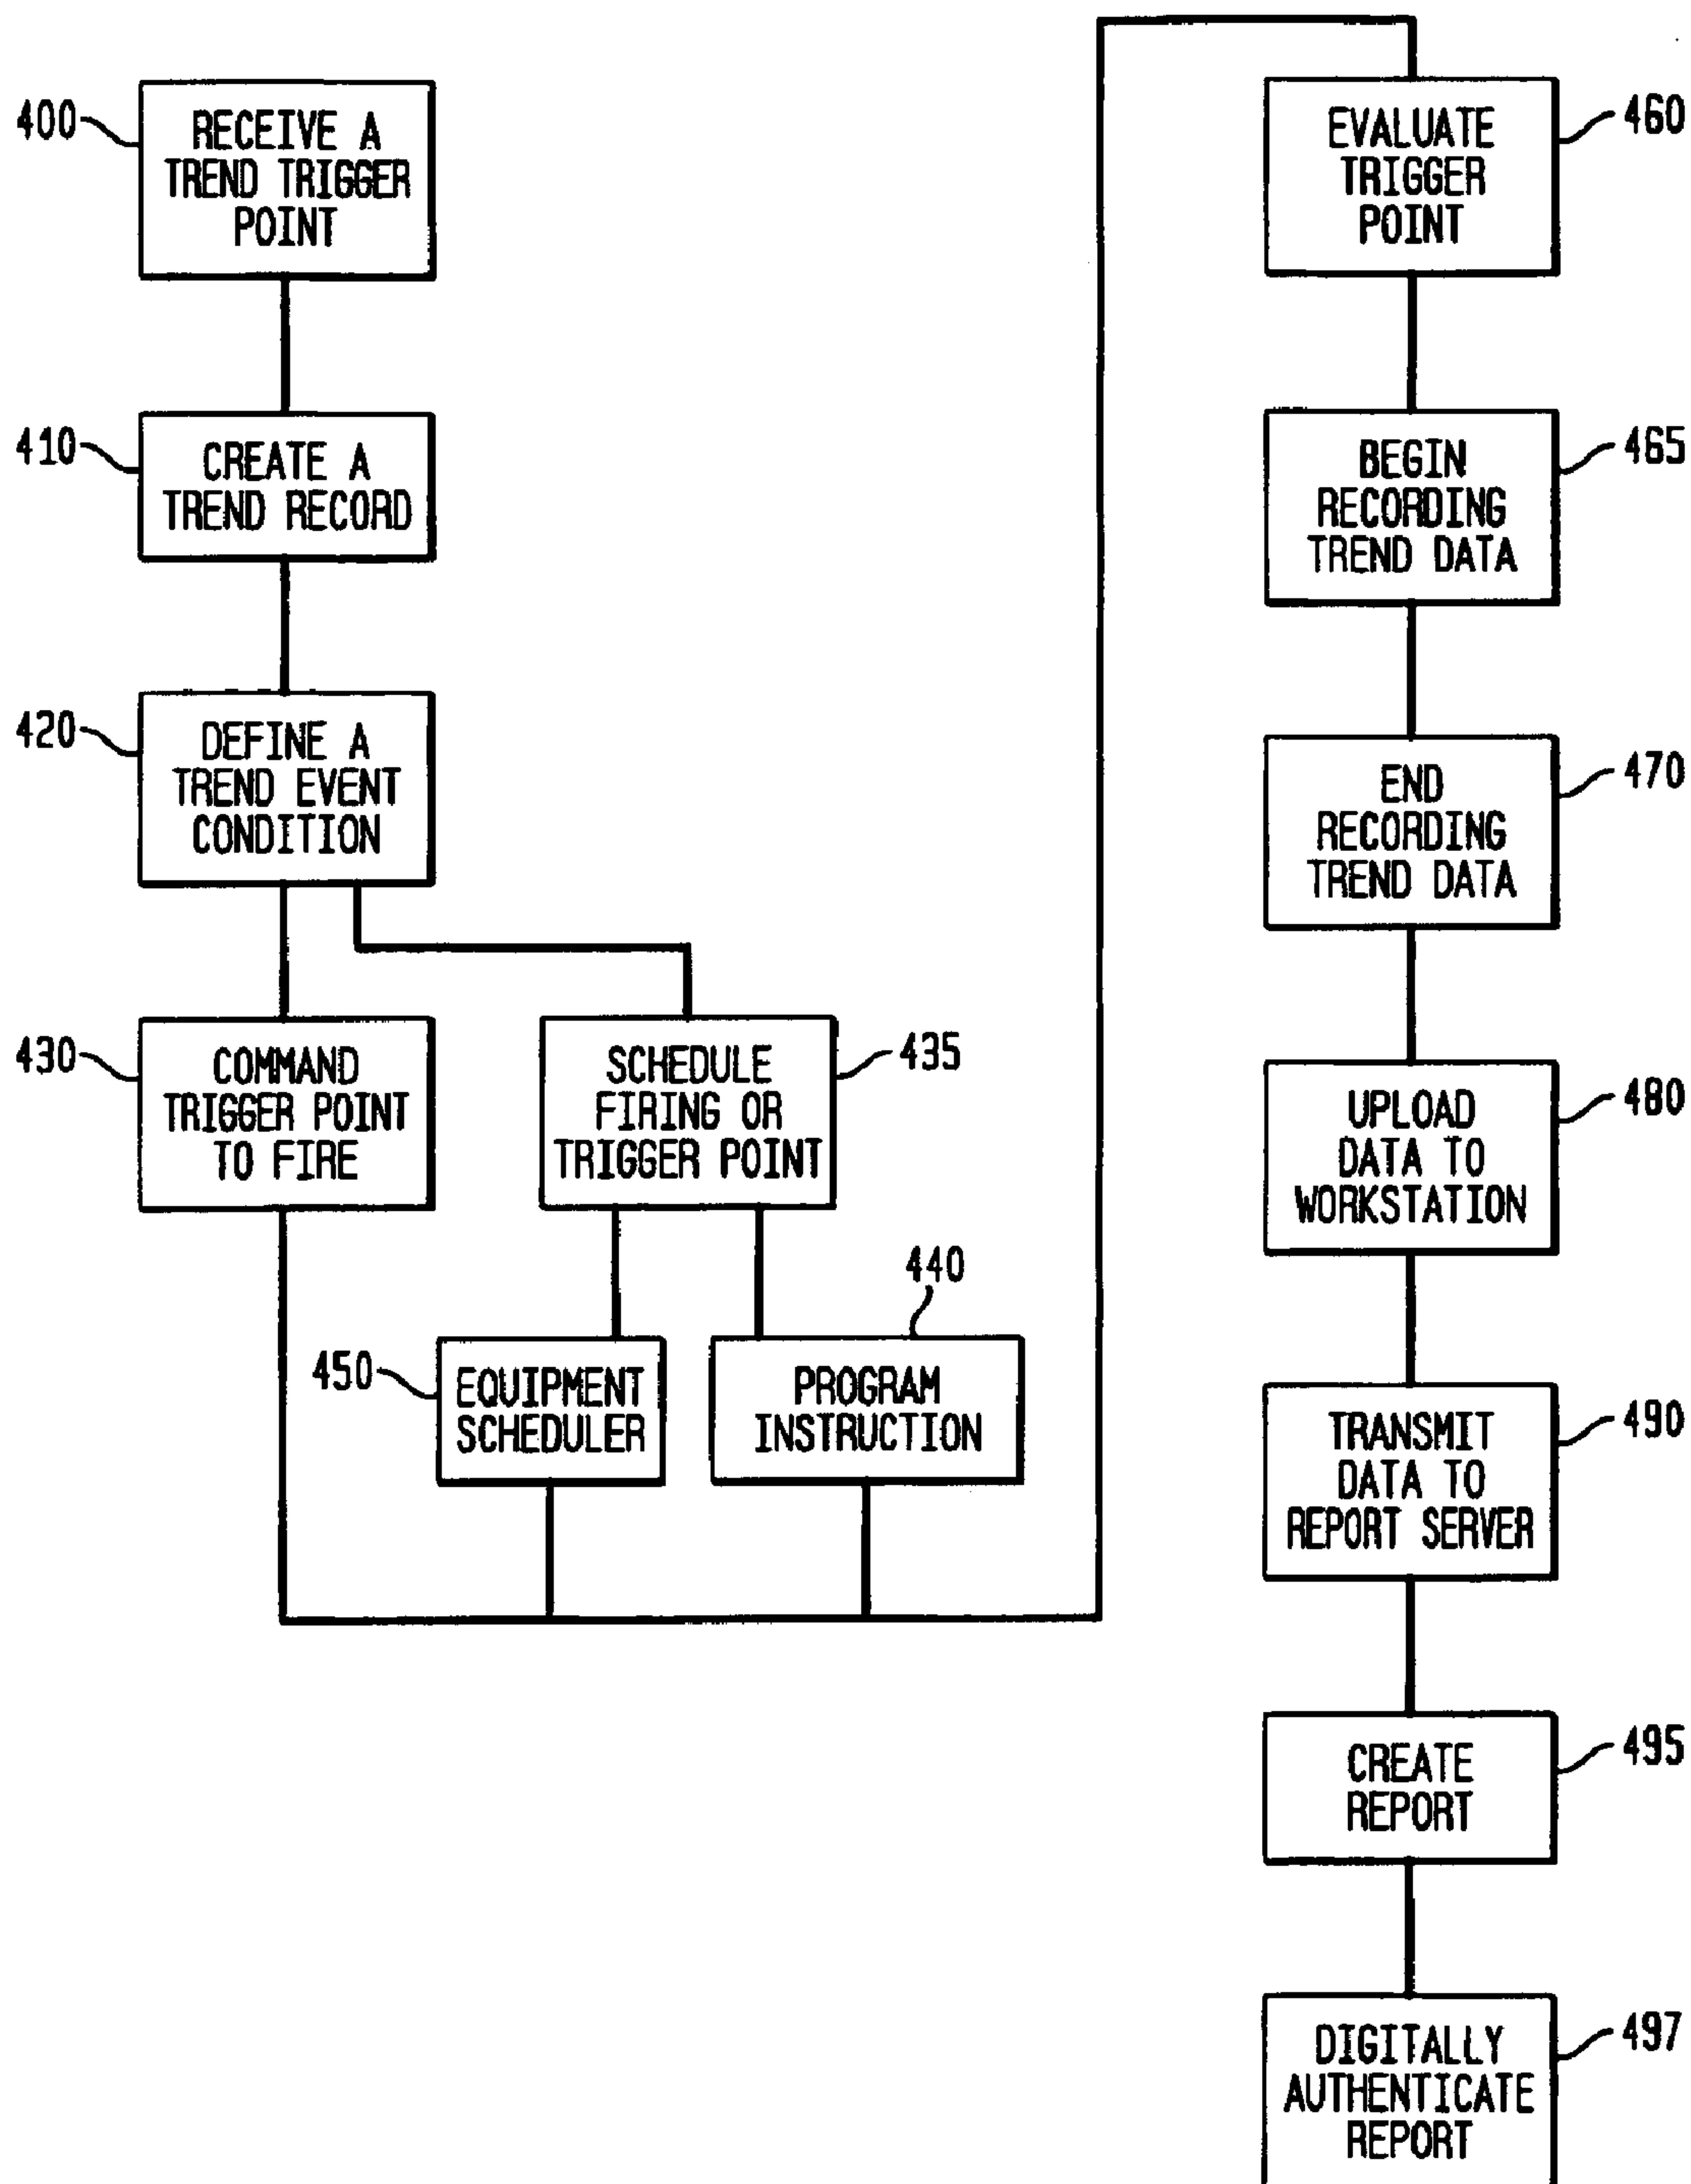 400
RECEIVE A
TREND TRIGGER
POINT
410
CREATE A
TREND RECORD
420
DEFINE A
TREND EVENT
CONDITION
430
COMMAND
TRIGGER POINT
TO FIRE
SCHEDULE
FIRING OR
TRIGGER POINT
435
450
EQUIPMENT
SCHEDULER
440
PROGRAM
INSTRUCTION
EVALUATE
TRIGGER
POINT
460
BEGIN
RECORDING
TREND DATA
465
END
RECORDING
TREND DATA
470
UPLOAD
DATA TO
WORKSTATION
480
TRANSMIT
DATA TO
REPORT SERVER
490
CREATE
REPORT
495
DIGITALLY
AUTHENTICATE
REPORT
497